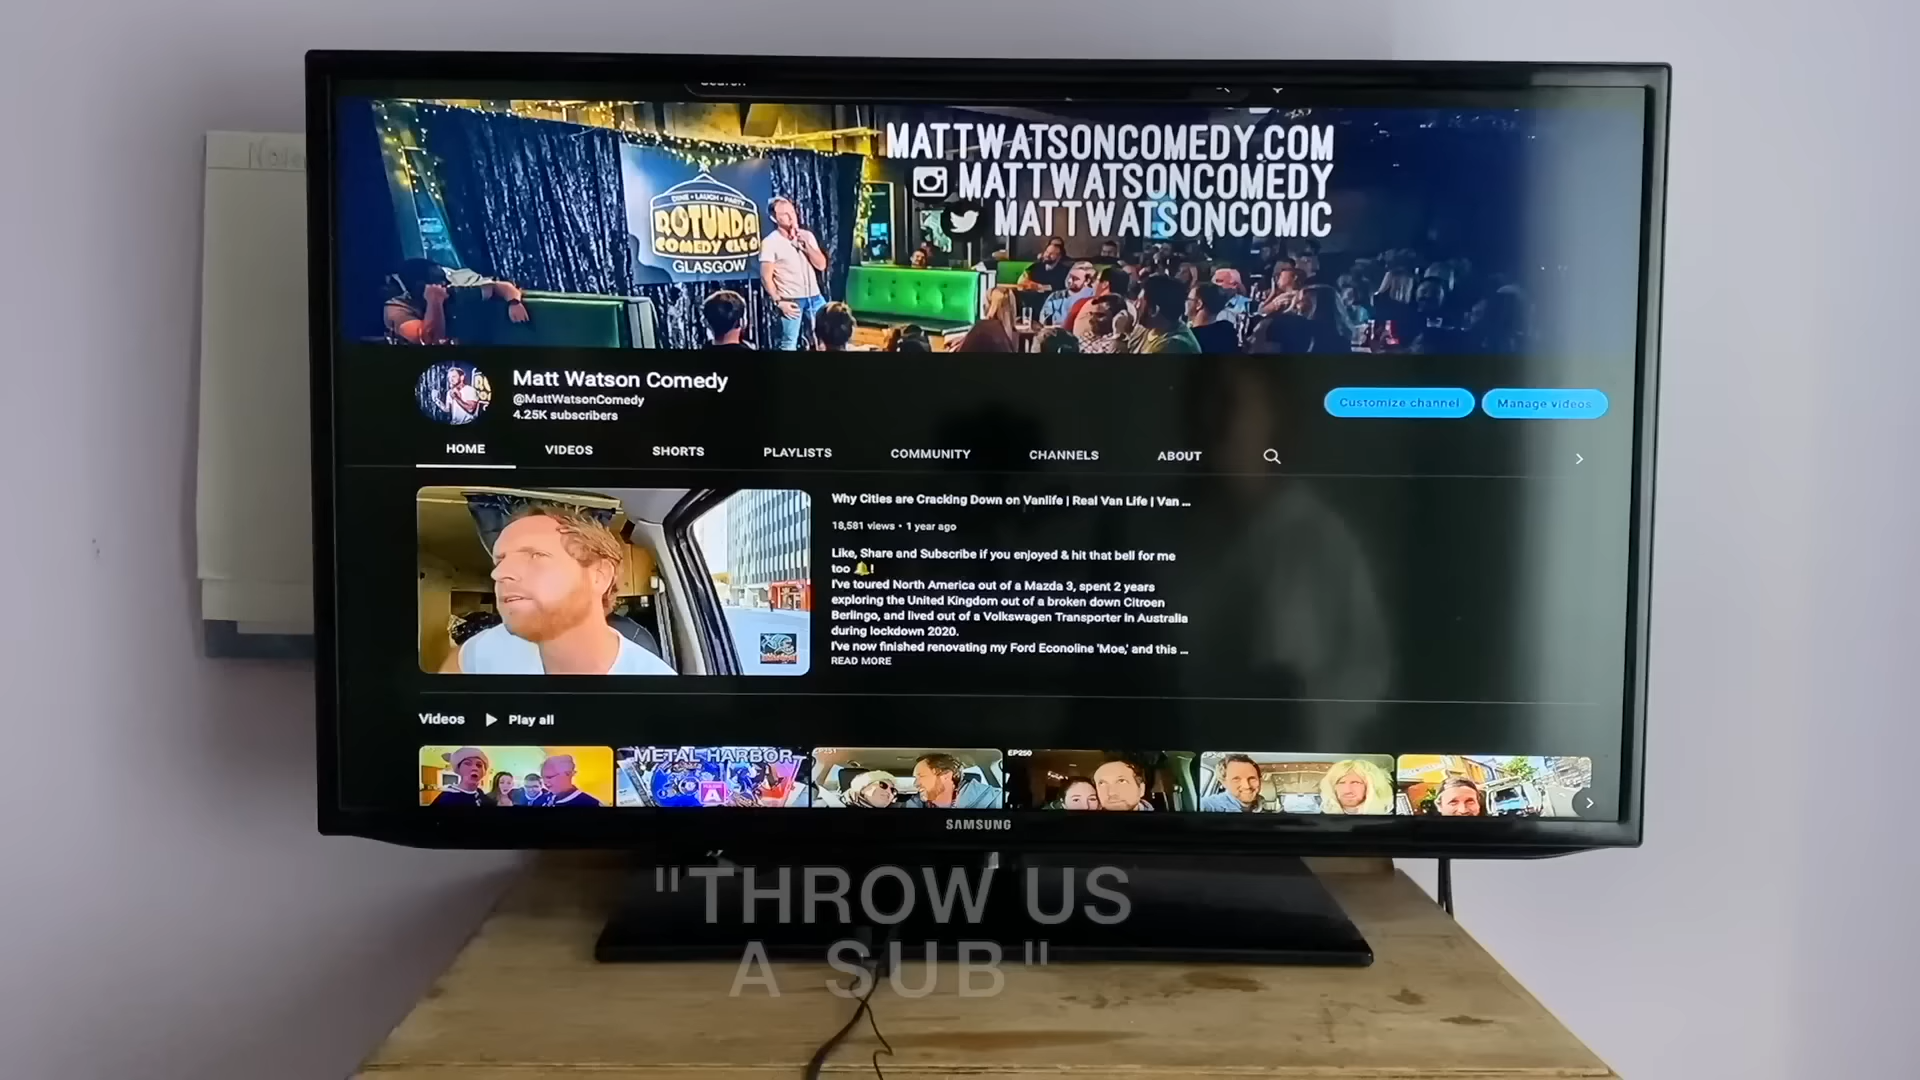 Search
MATTWATSONCOMEDY.COM
MATTWATSONCOMEDY
MATTWATSONCOMIC
DINE • LAUGH • PARTY
ROTUNDA
COMEDY CLUB
GLASGOW
Matt Watson Comedy
@MattWatsonComedy
4.25K subscribers
Customize channel
Manage videos
HOME
VIDEOS
SHORTS
PLAYLISTS
COMMUNITY
CHANNELS
ABOUT
Why Cities are Cracking Down on Vanlife | Real Van Life | Van ...
18,581 views • 1 year ago
Like, Share and Subscribe if you enjoyed & hit that bell for me
too 🔔!
I've toured North America out of a Mazda 3, spent 2 years
exploring the United Kingdom out of a broken down Citroen
Berlingo, and lived out of a Volkswagen Transporter in Australia
during lockdown 2020.
I've now finished renovating my Ford Econoline 'Moe,' and this ...
READ MORE
Videos
Play all
METAL HARBOR
A
EP251
EP250
SAMSUNG
"THROW US
A SUB"